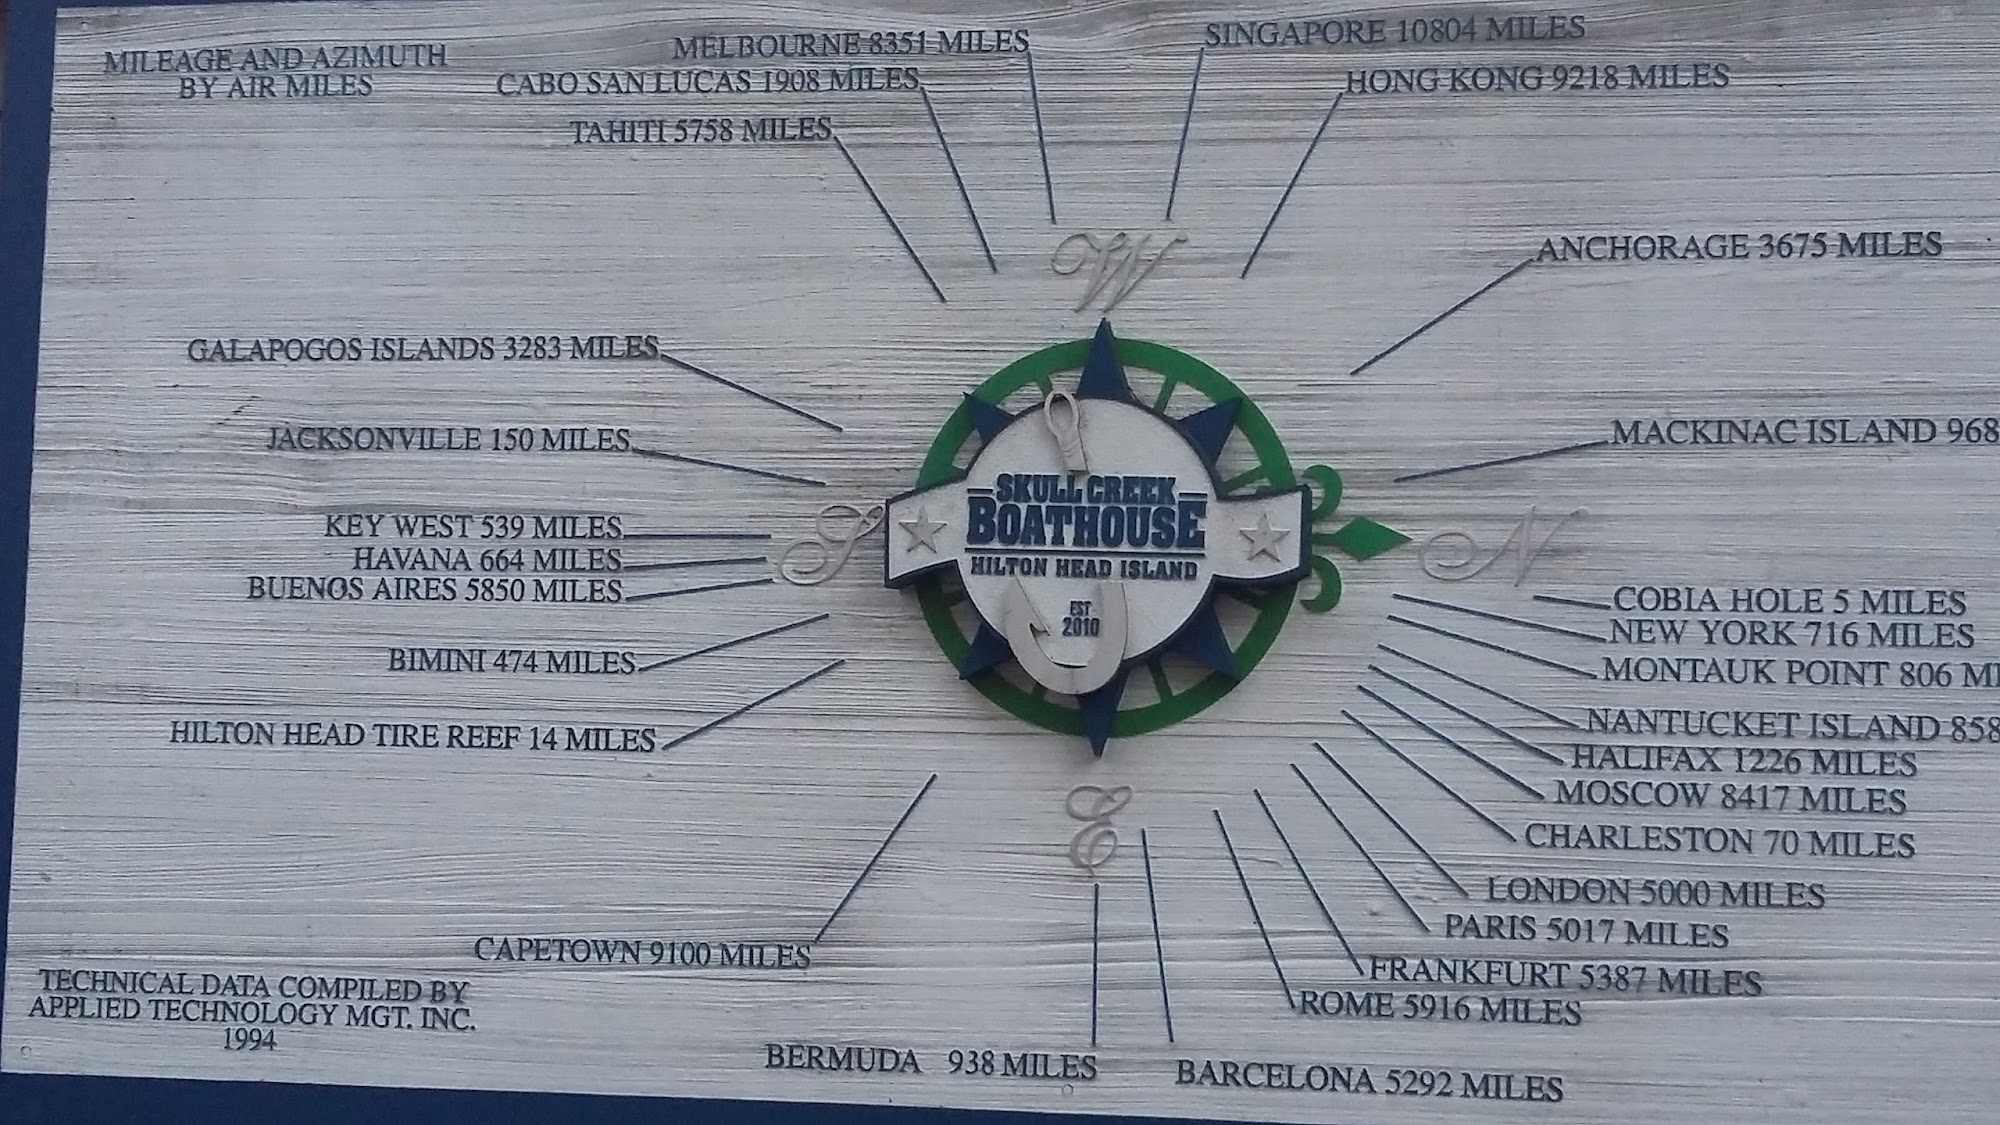 MILEAGE AND AZIMUTH
BY AIR MILES
MELBOURNE 8351 MILES
SINGAPORE 10804 MILES
CABO SAN LUCAS 1908 MILES
HONG KONG 9218 MILES
TAHITI 5758 MILES
W
ANCHORAGE 3675 MILES
GALAPOGOS ISLANDS 3283 MILES
JACKSONVILLE 150 MILES
MACKINAC ISLAND 968
KEY WEST 539 MILES
HAVANA 664 MILES
BUENOS AIRES 5850 MILES
S
SKULL CREEK
BOATHOUSE
HILTON HEAD ISLAND
EST
2010
N
COBIA HOLE 5 MILES
NEW YORK 716 MILES
MONTAUK POINT 806 MI
BIMINI 474 MILES
NANTUCKET ISLAND 858
HILTON HEAD TIRE REEF 14 MILES
HALIFAX 1226 MILES
MOSCOW 8417 MILES
CHARLESTON 70 MILES
E
LONDON 5000 MILES
PARIS 5017 MILES
CAPETOWN 9100 MILES
FRANKFURT 5387 MILES
ROME 5916 MILES
BERMUDA 938 MILES
BARCELONA 5292 MILES
TECHNICAL DATA COMPILED BY
APPLIED TECHNOLOGY MGT. INC.
1994